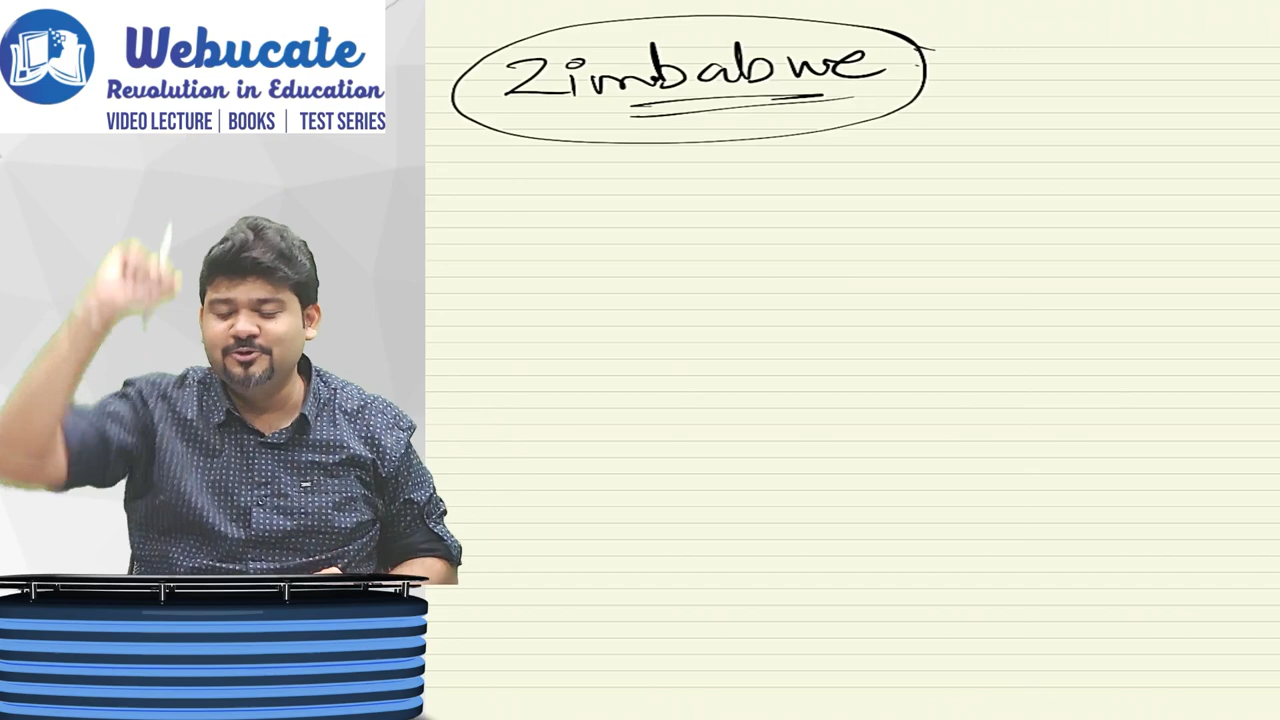 Webucate
Revolution in Education
VIDEO LECTURE | BOOKS | TEST SERIES
Zimbabwe